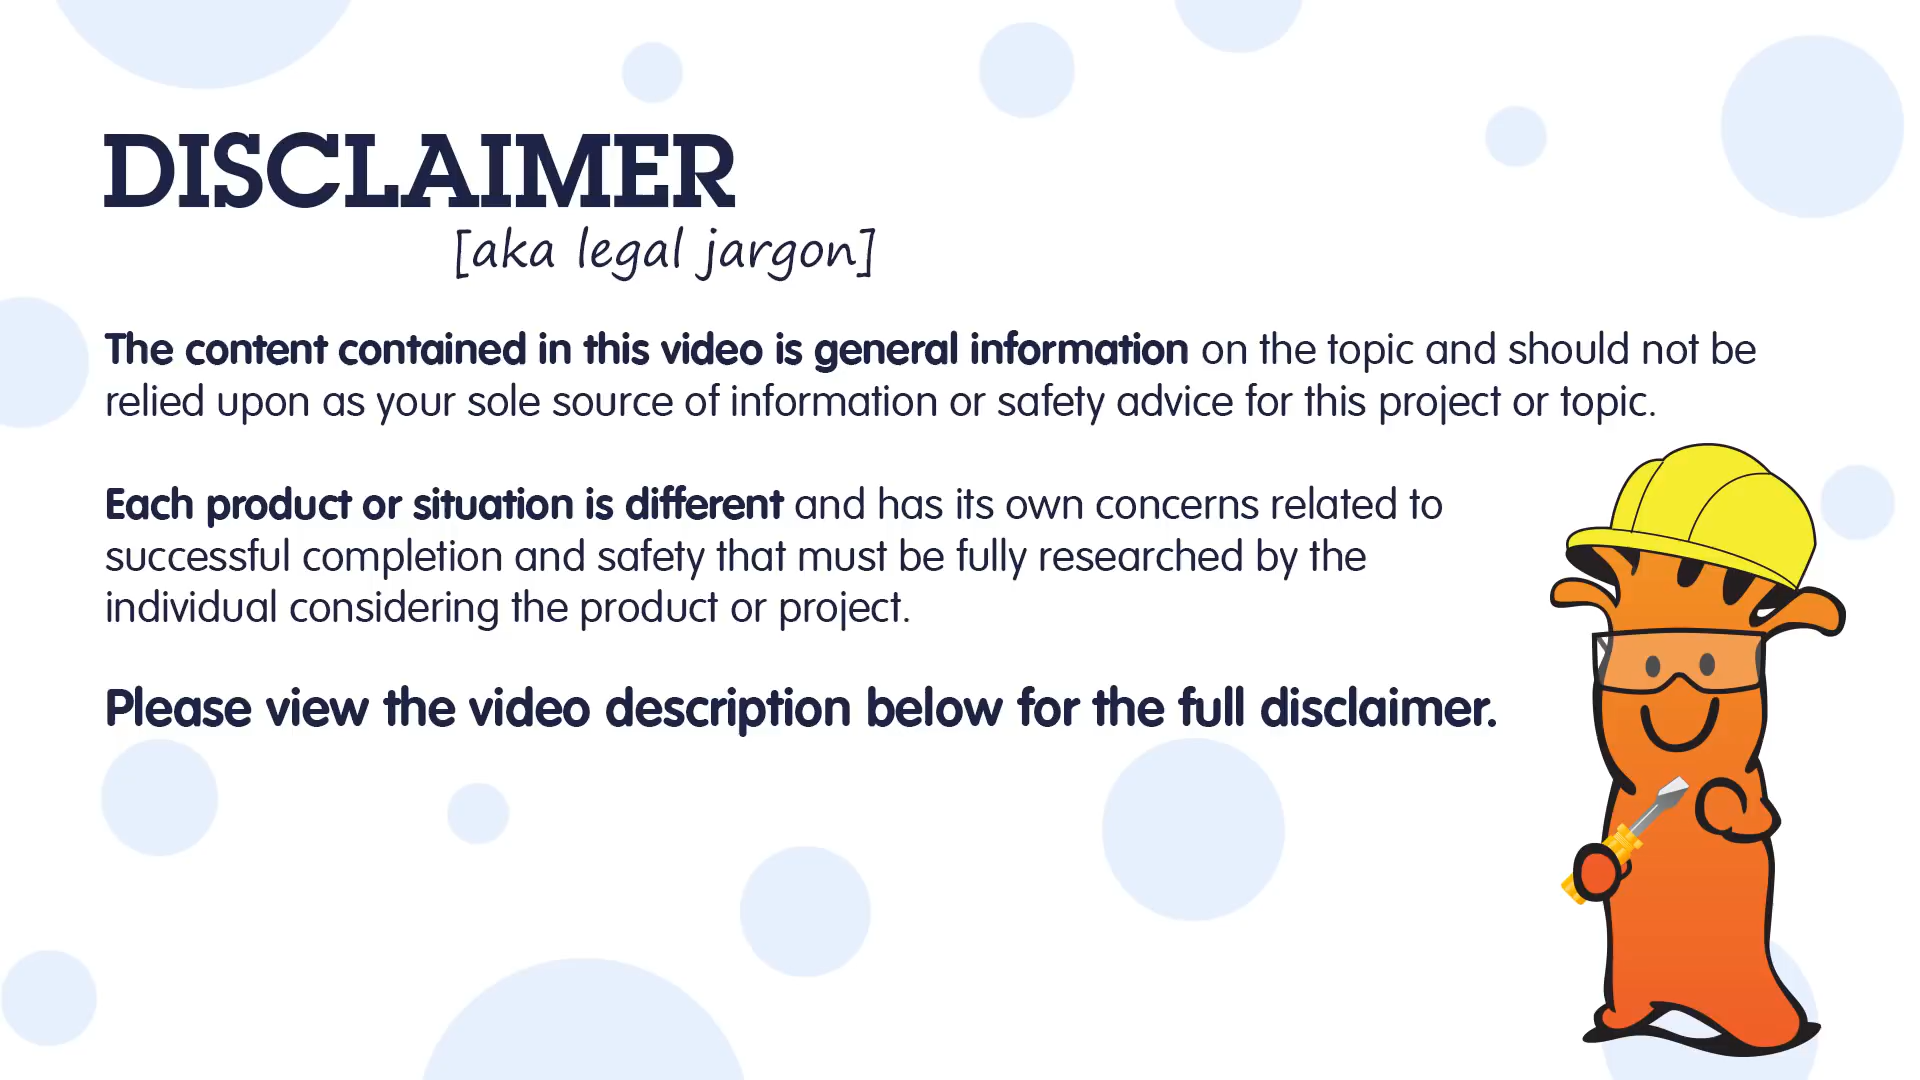 DISCLAIMER
[aka legal jargon]
The content contained in this video is general information on the topic and should not be
relied upon as your sole source of information or safety advice for this project or topic.
Each product or situation is different and has its own concerns related to
successful completion and safety that must be fully researched by the
individual considering the product or project.
Please view the video description below for the full disclaimer.